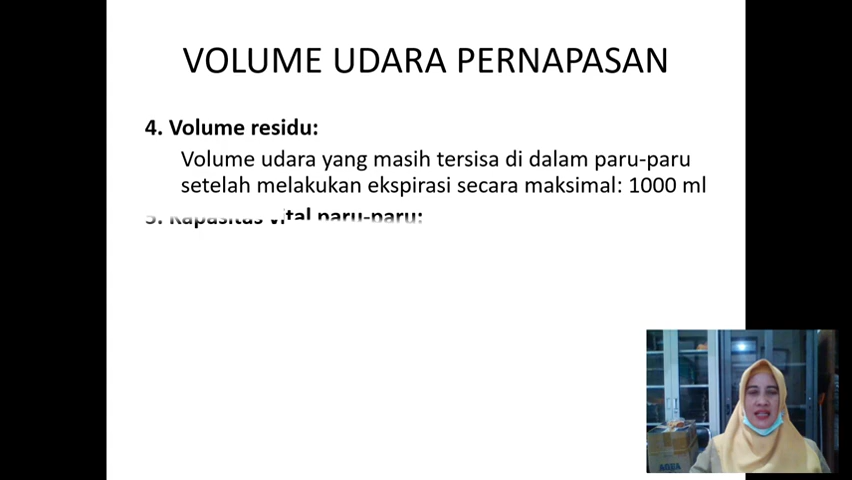 VOLUME UDARA PERNAPASAN
4. Volume residu:
Volume udara yang masih tersisa di dalam paru-paru
setelah melakukan ekspirasi secara maksimal: 1000 ml
5. Kapasitas vital paru-paru: